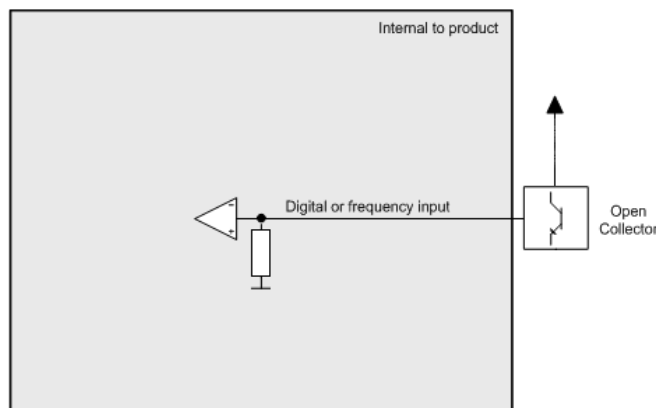 Internal to product
Digital or frequency input
Open
Collector